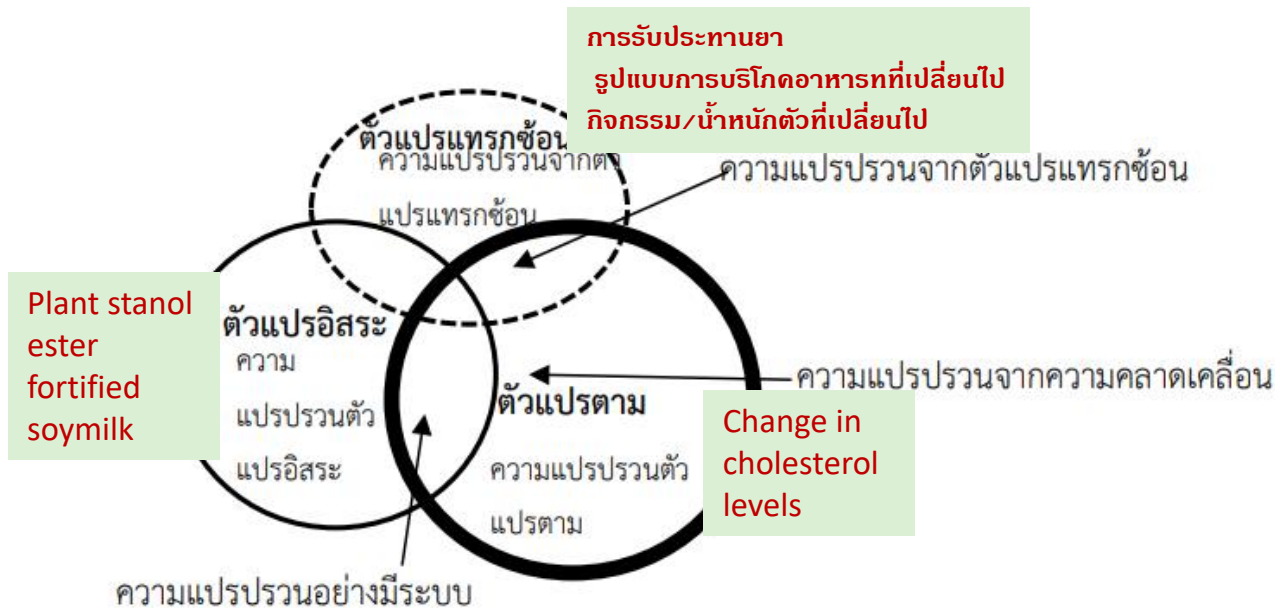 การรับประทานยา
รูปแบบการบริโภคอาหารที่เปลี่ยนไป
กิจกรรม/น้ำหนักตัวที่เปลี่ยนไป
ตัวแปรแทรกซ้อน
ความแปรปรวนจากตัว
แปรแทรกซ้อน
ความแปรปรวนจากตัวแปรแทรกซ้อน
Plant stanol
ester
fortified
soymilk
ตัวแปรอิสระ
ความ
แปรปรวนตัว
แปรอิสระ
ความแปรปรวนจากความคลาดเคลื่อน
ตัวแปรตาม
ความแปรปรวนตัว
แปรตาม
Change in
cholesterol
levels
ความแปรปรวนอย่างมีระบบ